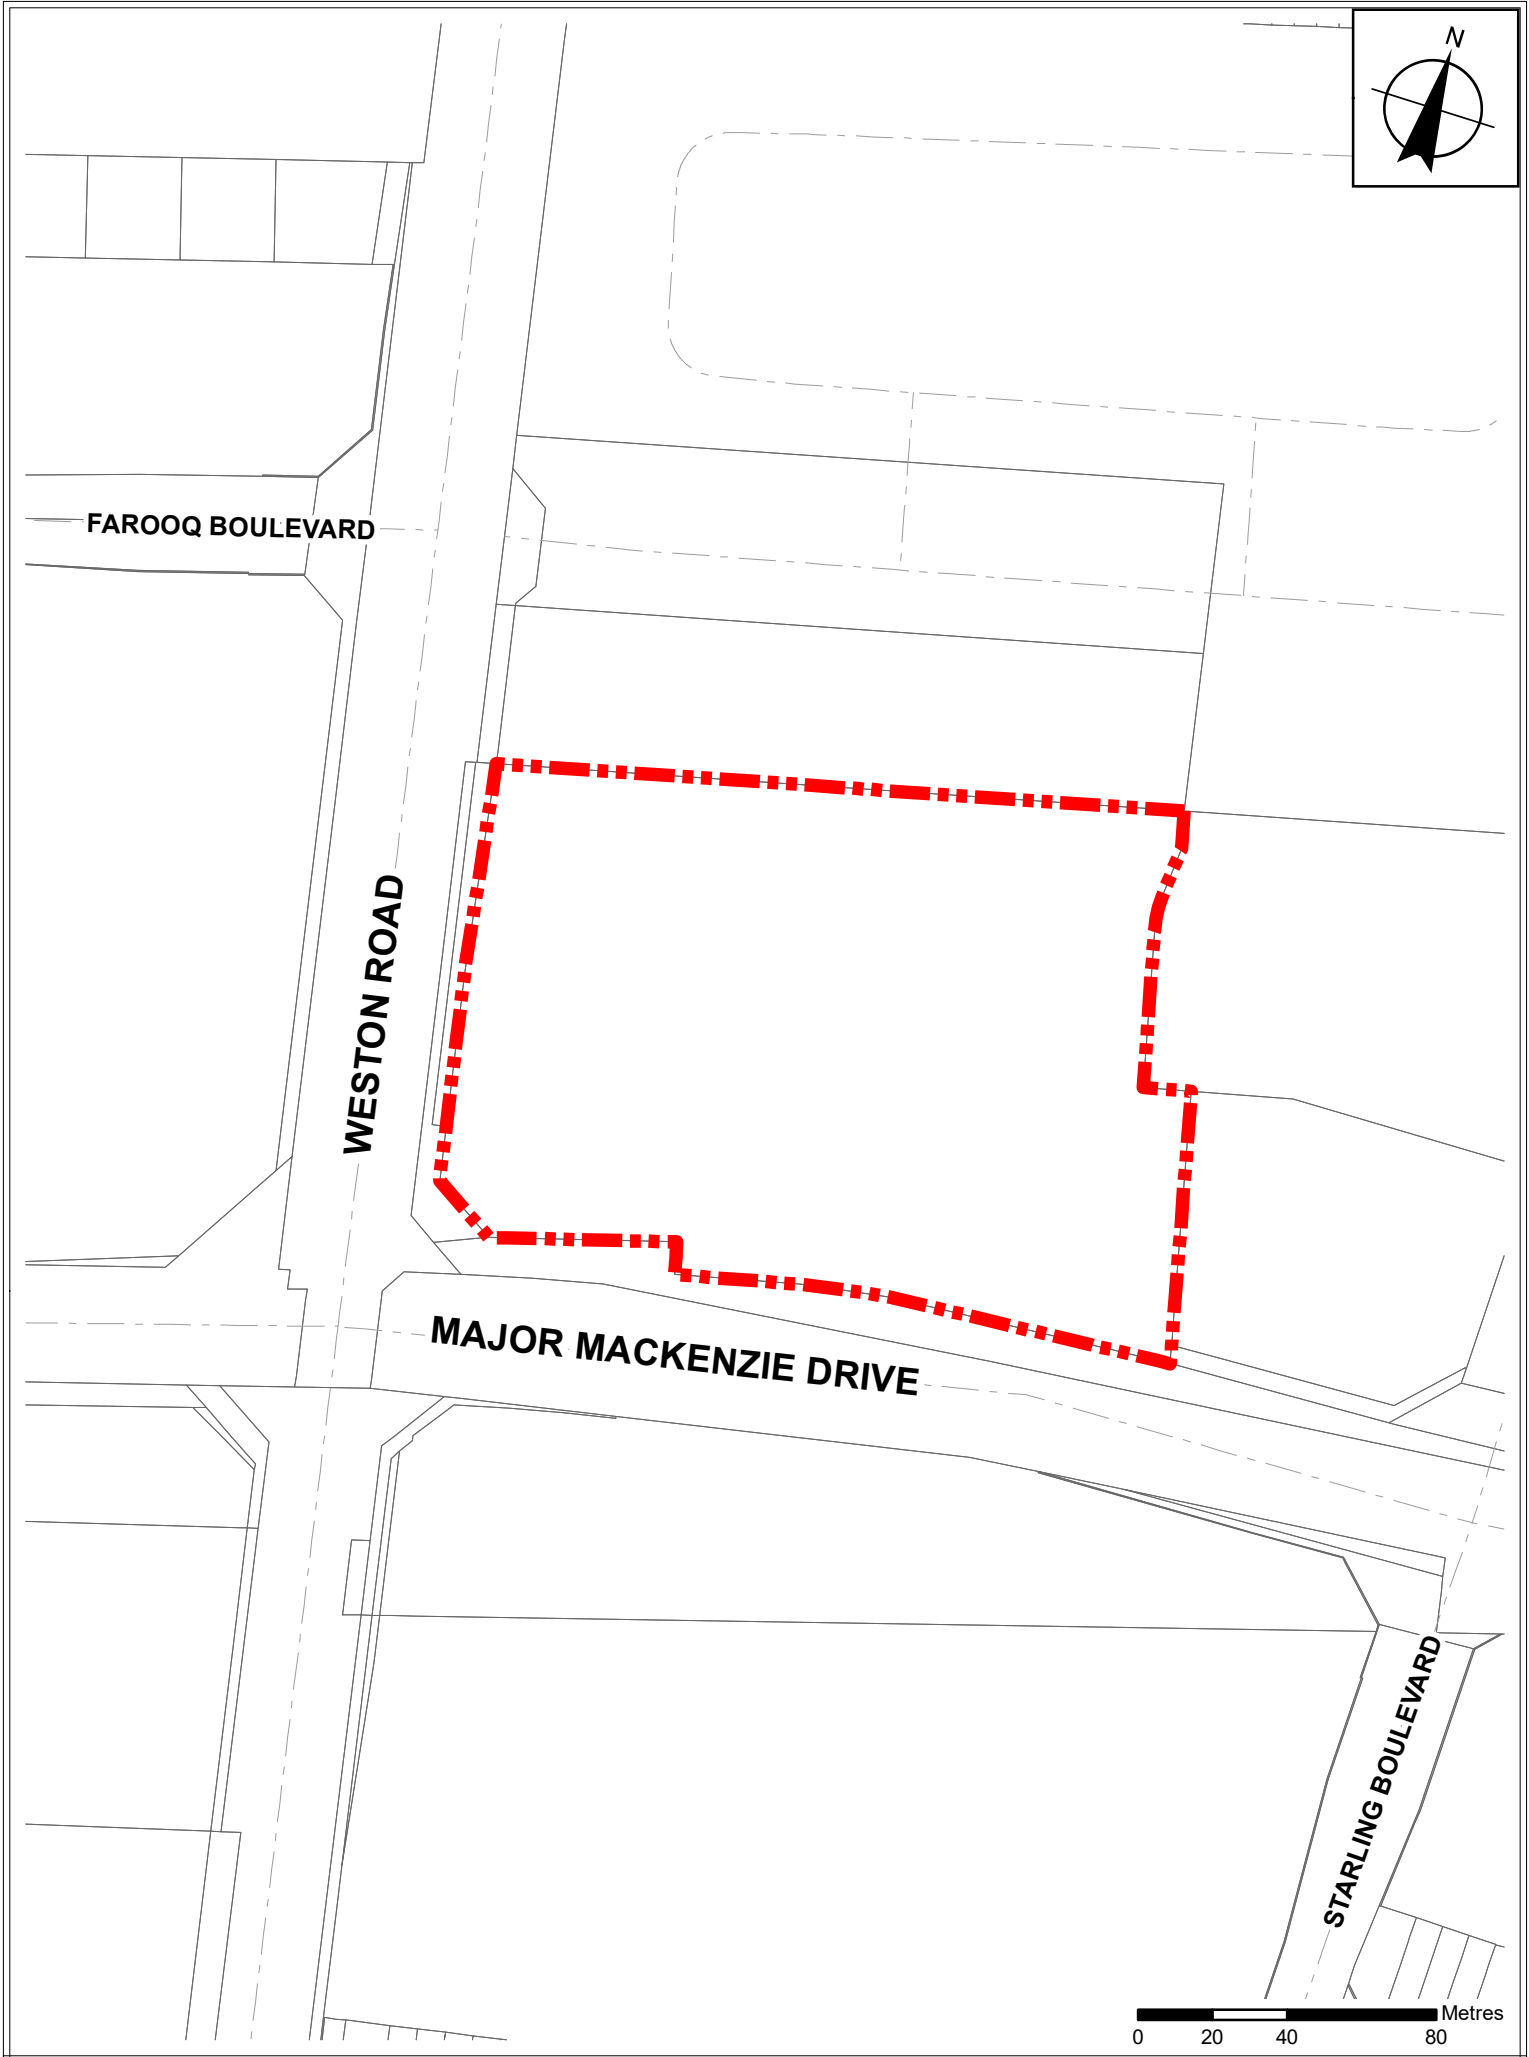 N
FAROOQ BOULEVARD
WESTON ROAD
MAJOR MACKENZIE DRIVE
STARLING BOULEVARD
Metres
0 20 40 80